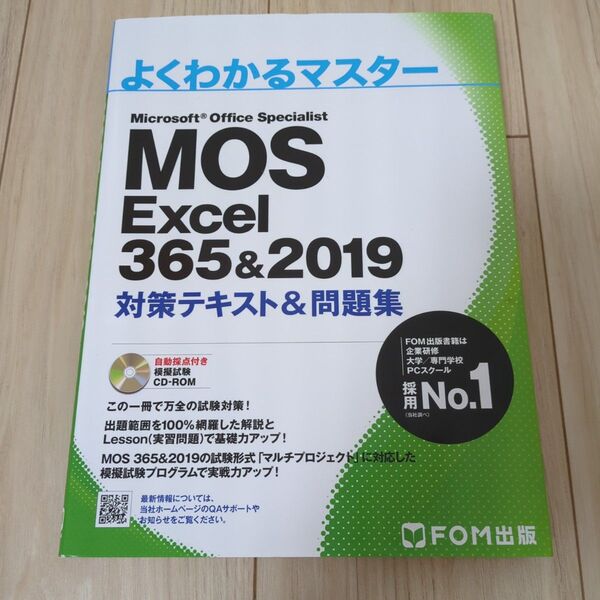 よくわかるマスター
Microsoft® Office Specialist
MOS
Excel
365&2019
対策テキスト&問題集
自動採点付き
模擬試験
CD-ROM
FOM出版書籍は
企業研修
大学／専門学校
PCスクール
採用No.1
(当社調べ)
この一冊で万全の試験対策！
出題範囲を100%網羅した解説と
Lesson(実習問題)で基礎力アップ！
MOS 365&2019の試験形式「マルチプロジェクト」に対応した
模擬試験プログラムで実戦力アップ！
最新情報については、
当社ホームページのQAサポートや
お知らせをご覧ください。
FOM出版